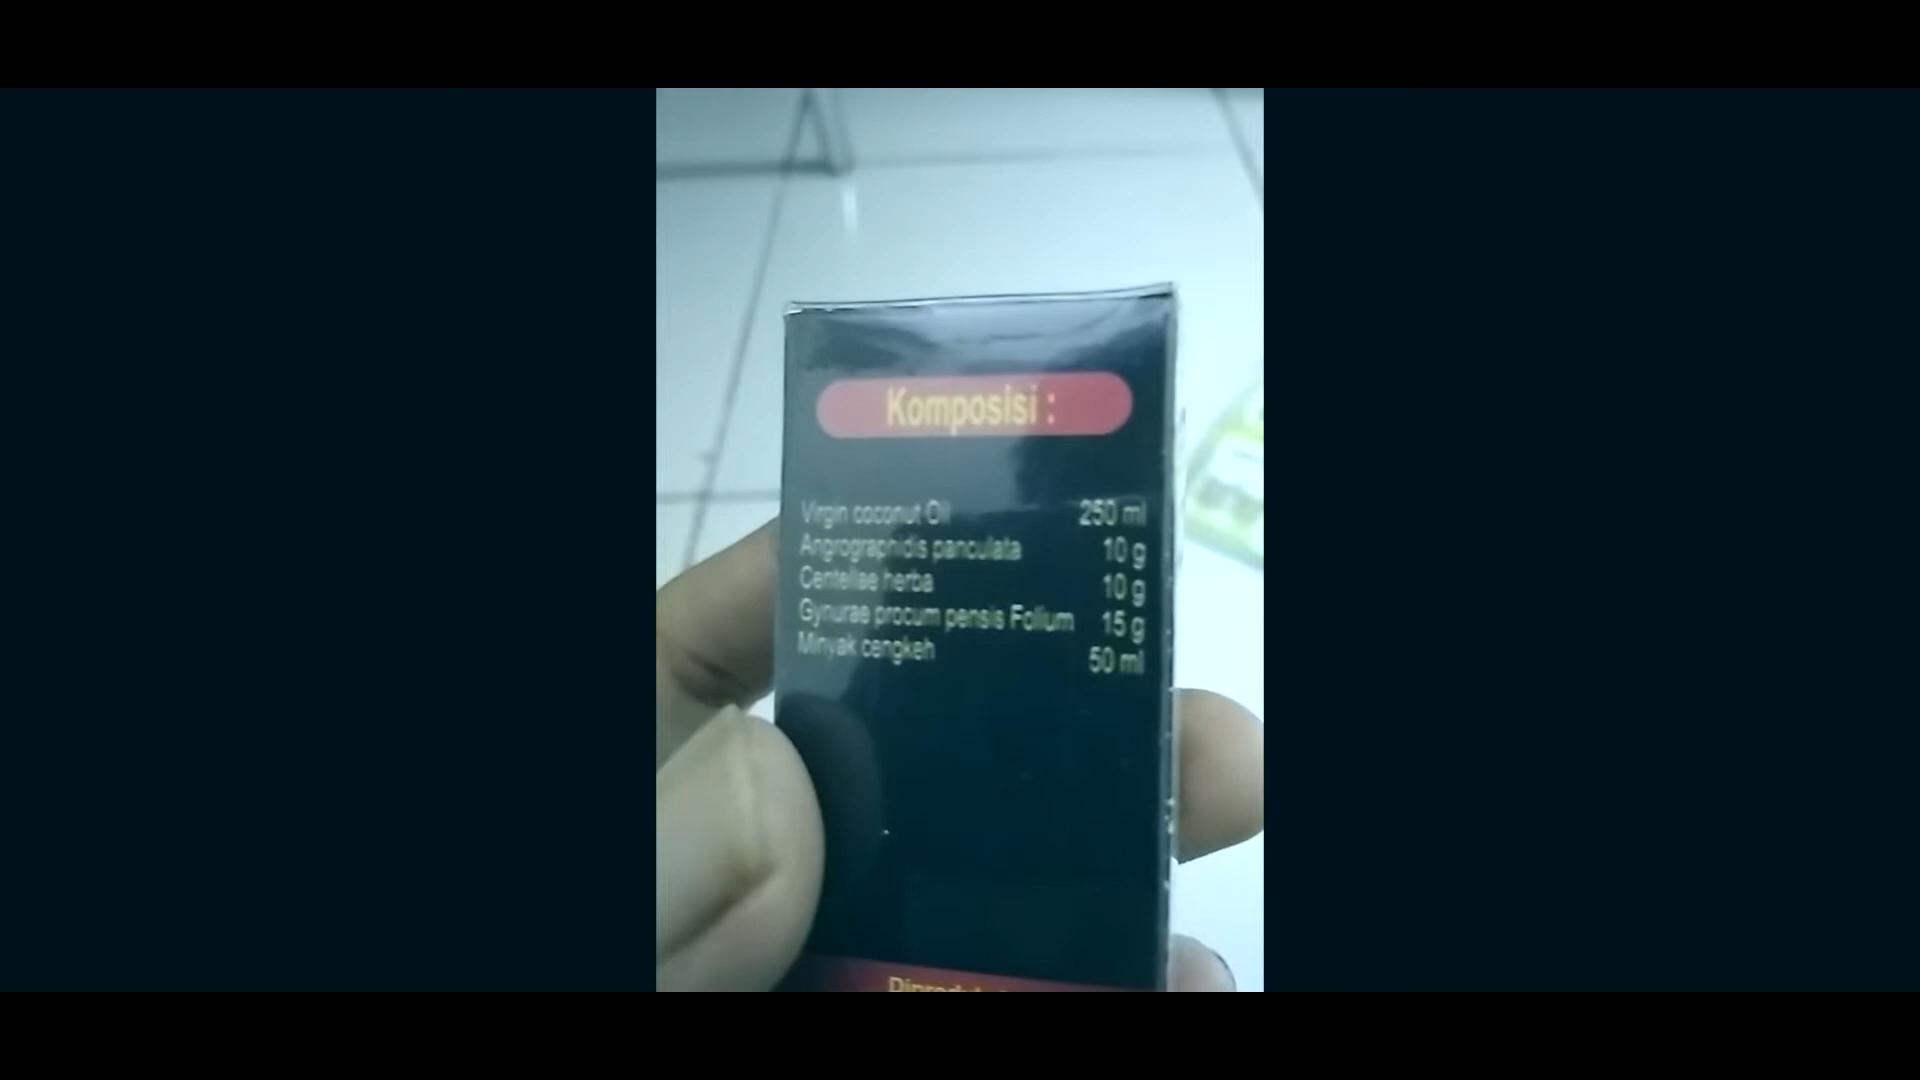 Komposisi :
Virgin coconut Oil 250 ml
Angrographidis panculata 10 g
Centellae herba 10 g
Gynurae procum pensis Folium 15 g
Minyak cengkeh 50 ml